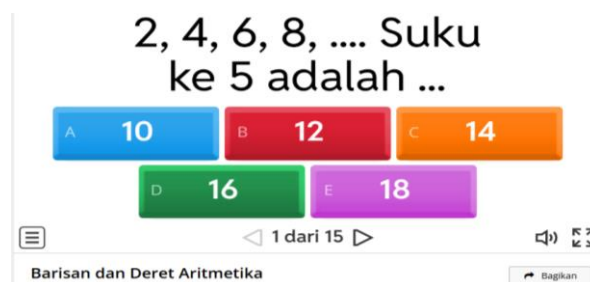 2, 4, 6, 8, .... Suku
ke 5 adalah ...
A 10
B 12
C 14
D 16
E 18
1 dari 15
Barisan dan Deret Aritmetika
Bagikan